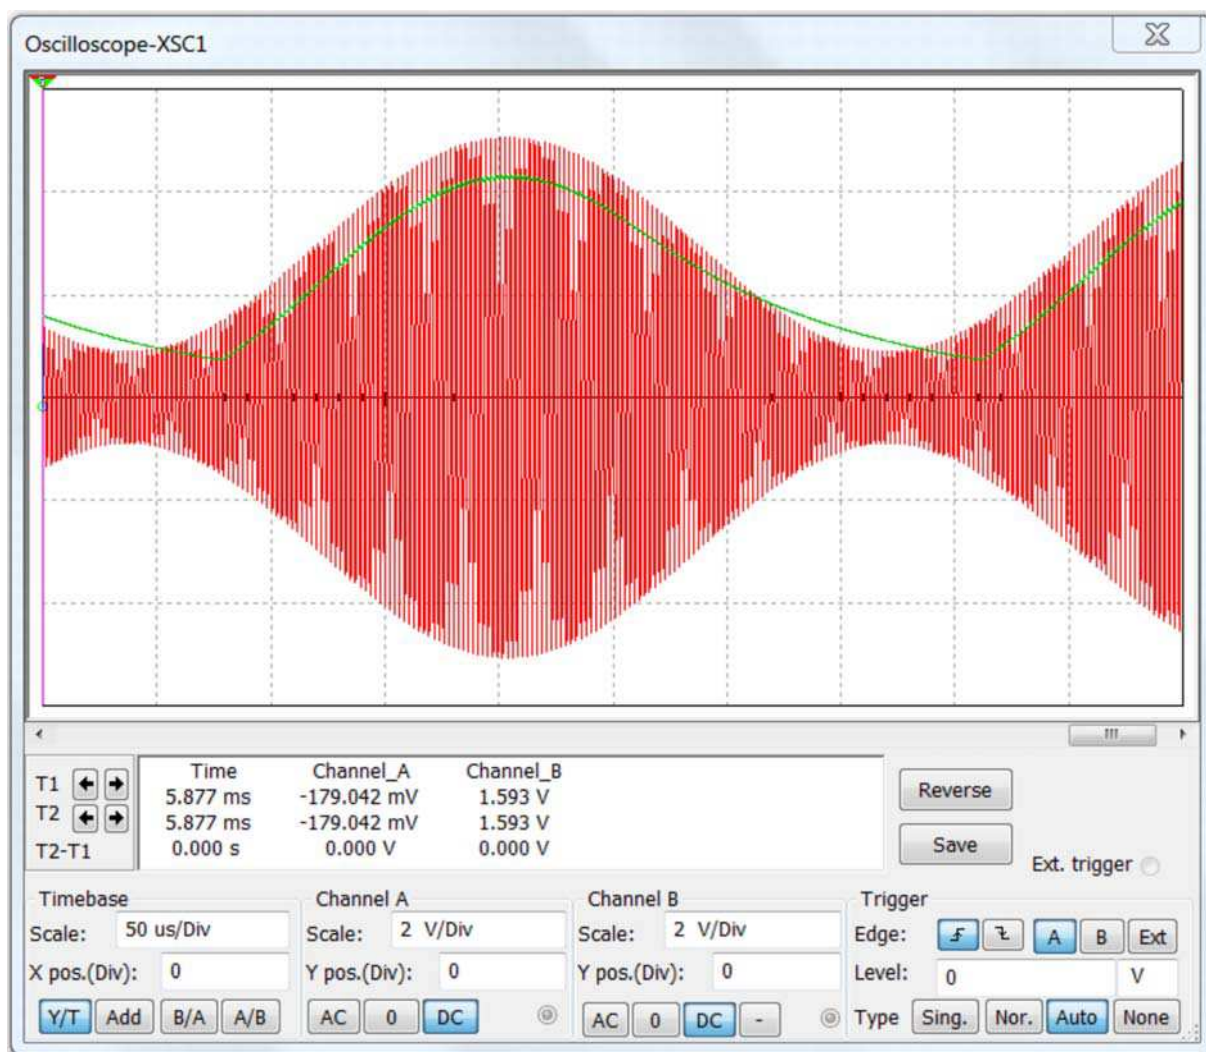 Oscilloscope-XSC1
T1
T2
T2-T1
Time Channel_A Channel_B
5.877 ms -179.042 mV 1.593 V
5.877 ms -179.042 mV 1.593 V
0.000 s 0.000 V 0.000 V
Reverse
Save
Ext. trigger
Timebase
Scale: 50 us/Div
X pos.(Div): 0
Y/T Add B/A A/B
Channel A
Scale: 2 V/Div
Y pos.(Div): 0
AC 0 DC
Channel B
Scale: 2 V/Div
Y pos.(Div): 0
AC 0 DC -
Trigger
Edge: A B Ext
Level: 0 V
Type Sing. Nor. Auto None